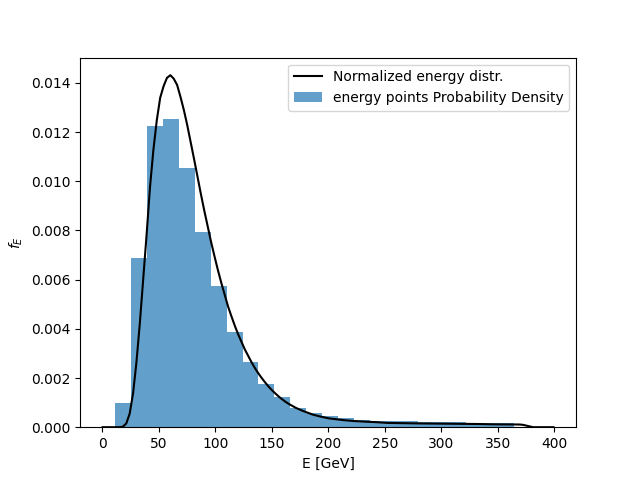 Normalized energy distr.
energy points Probability Density
0.014
0.012
0.010
0.008
0.006
0.004
0.002
0.000
f_E
0 50 100 150 200 250 300 350 400
E [GeV]